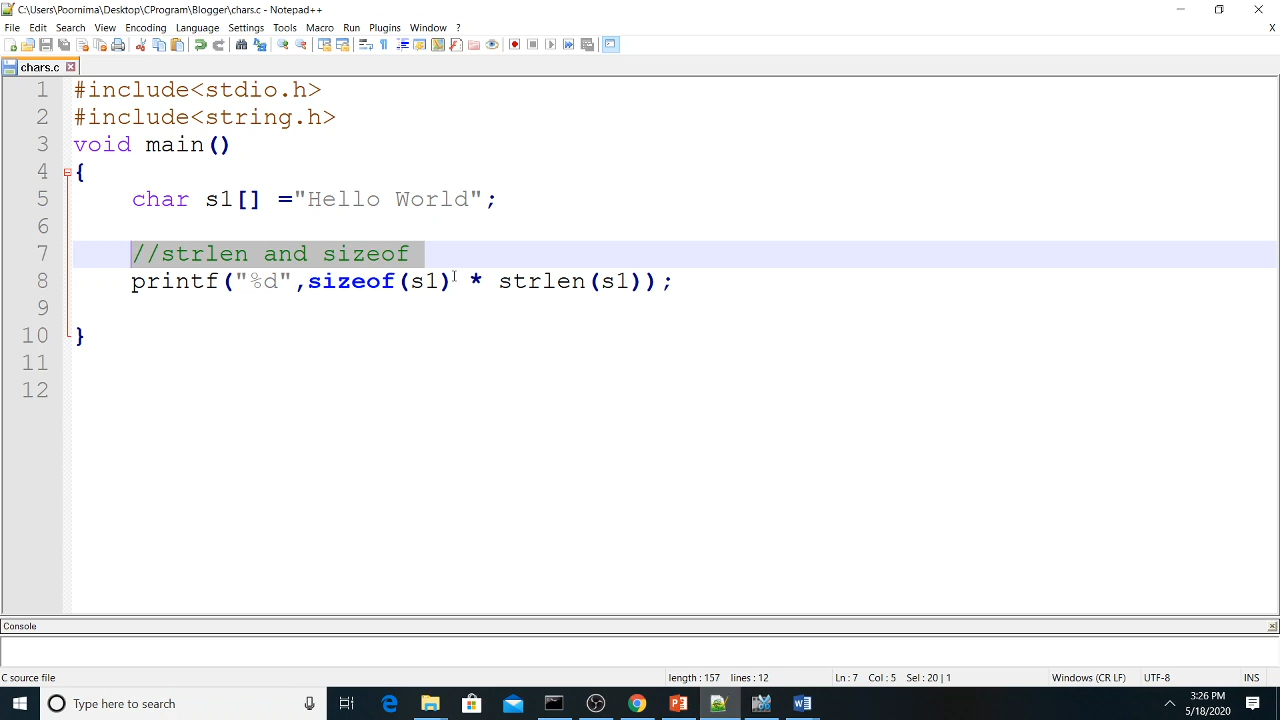 C:\Users\Poornima\Desktop\CProgram\Blogger\chars.c - Notepad++
File Edit Search View Encoding Language Settings Tools Macro Run Plugins Window ? X
chars.c
1 #include<stdio.h>
2 #include<string.h>
3 void main()
4 {
5 char s1[] ="Hello World";
6
7 //strlen and sizeof
8 printf("%d",sizeof(s1) * strlen(s1));
9
10 }
11
12
Console
C source file length : 157 lines : 12 Ln : 7 Col : 5 Sel : 20 | 1 Windows (CR LF) UTF-8 INS
Type here to search
3:26 PM
5/18/2020